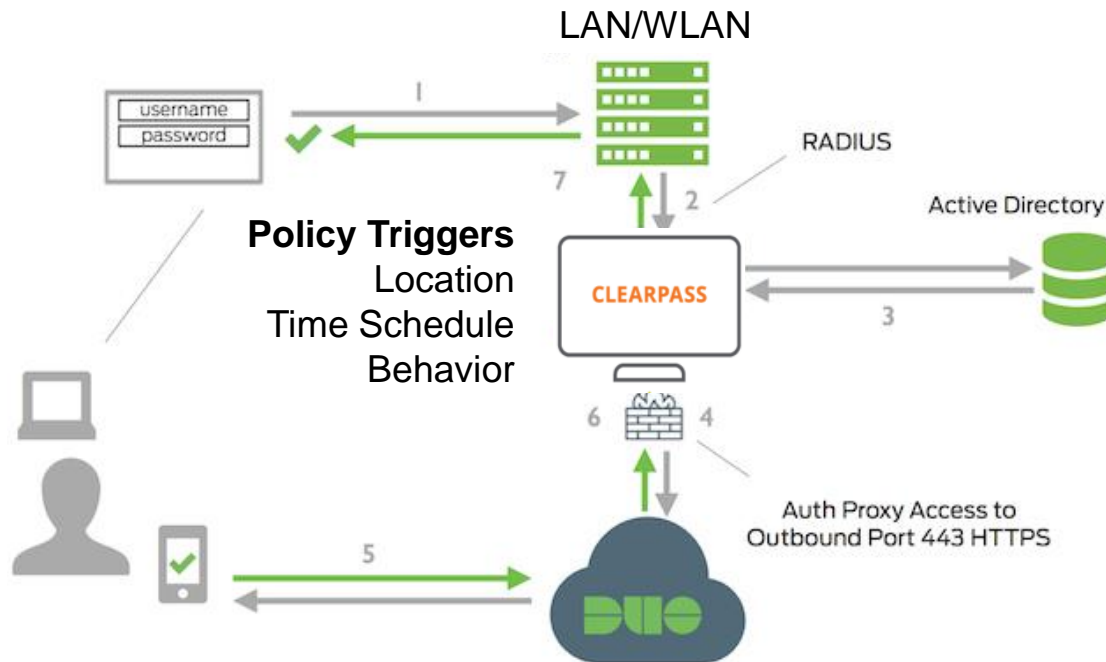 LAN/WLAN
username
password
1
7
2
RADIUS
Active Directory
Policy Triggers
Location
Time Schedule
Behavior
CLEARPASS
3
6
4
Auth Proxy Access to
Outbound Port 443 HTTPS
5
DUO